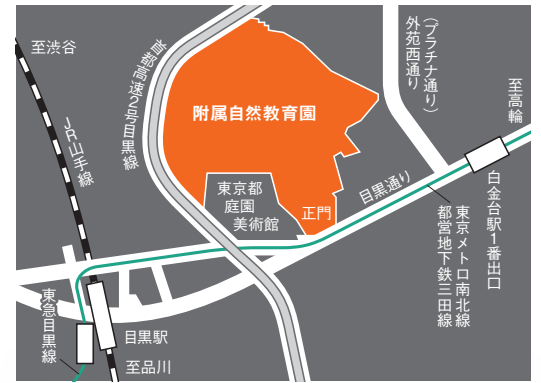 至渋谷
JR山手線
首都高速2号目黒線
附属自然教育園
(プラチナ通り)
外苑西通り
至高輪
東京都
庭園
美術館
正門
目黒通り
白金台駅1番出口
東京メトロ南北線
都営地下鉄三田線
東急目黒線
目黒駅
至品川